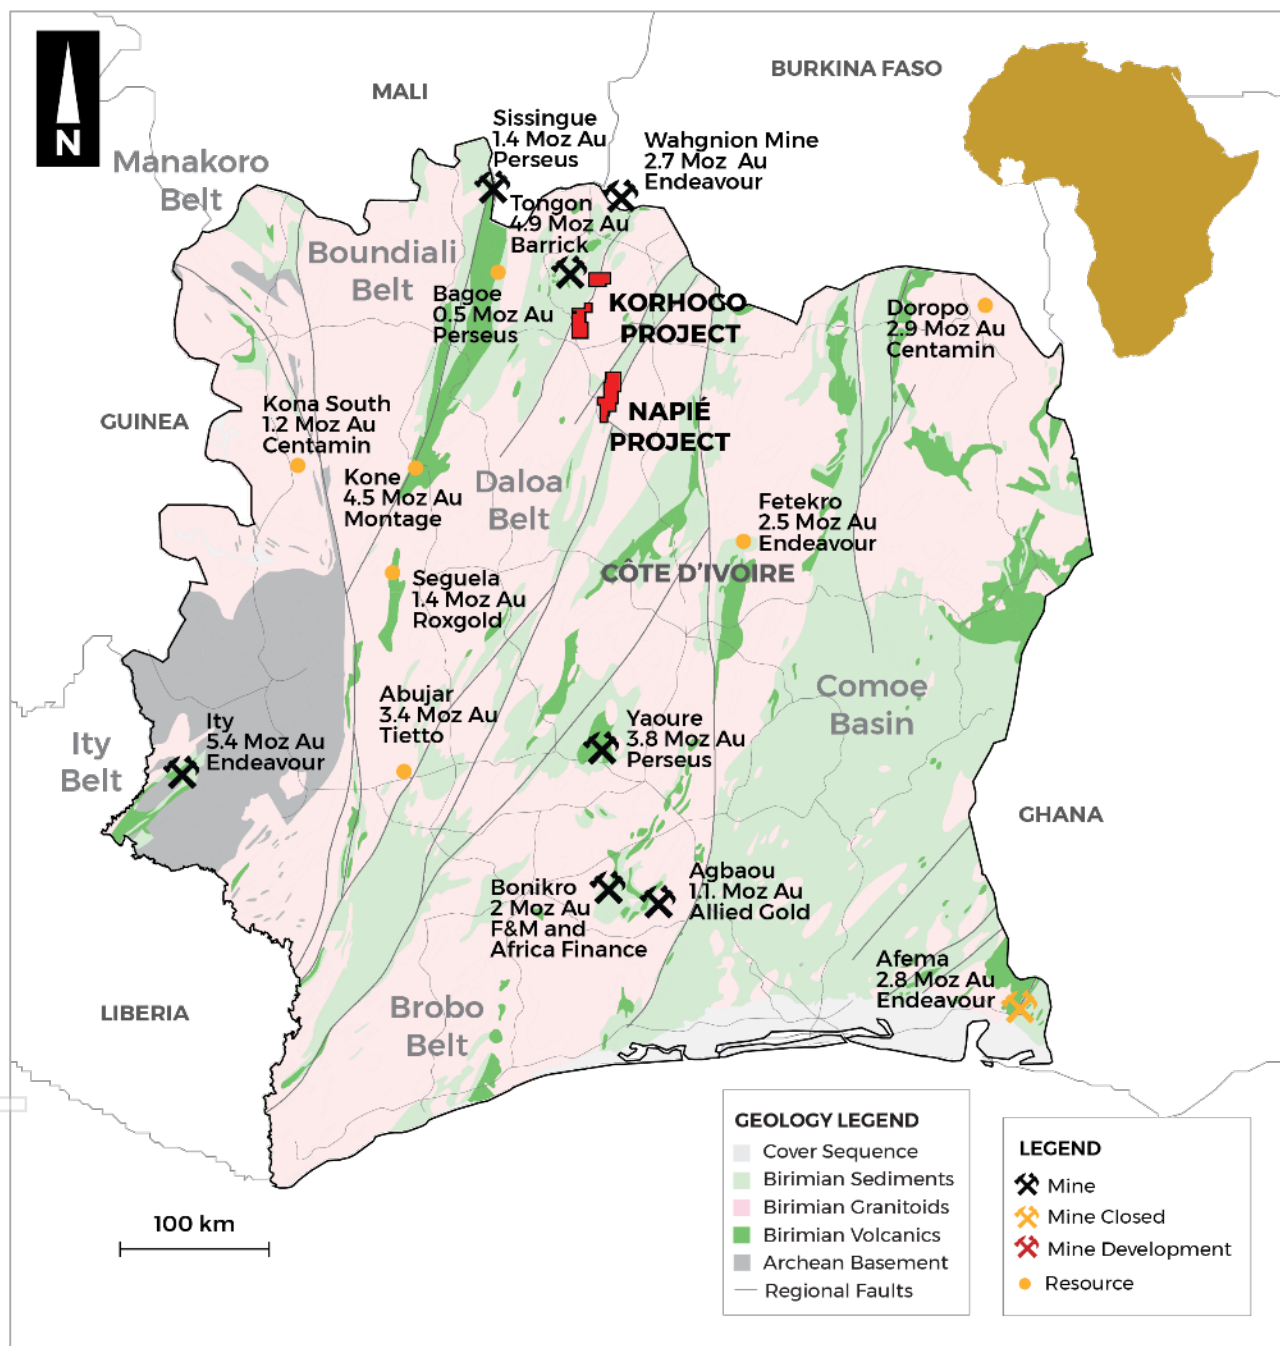 N
MALI
BURKINA FASO
Manakoro
Belt
Sissingue
1.4 Moz Au
Perseus
Wahgnion Mine
2.7 Moz Au
Endeavour
Tongon
4.9 Moz Au
Barrick
Boundiali
Belt
Bagoe
0.5 Moz Au
Perseus
KORHOGO
PROJECT
Doropo
2.9 Moz Au
Centamin
NAPIÉ
PROJECT
GUINEA
Kona South
1.2 Moz Au
Centamin
Kone
4.5 Moz Au
Montage
Daloa
Belt
Fetekro
2.5 Moz Au
Endeavour
CÔTE D'IVOIRE
Seguela
1.4 Moz Au
Roxgold
Comoe
Basin
Abujar
3.4 Moz Au
Tietto
Ity
5.4 Moz Au
Endeavour
Ity
Belt
Yaoure
3.8 Moz Au
Perseus
GHANA
Bonikro
2 Moz Au
F&M and
Africa Finance
Agbaou
1.1. Moz Au
Allied Gold
Afema
2.8 Moz Au
Endeavour
LIBERIA
Brobo
Belt
100 km
GEOLOGY LEGEND
Cover Sequence
Birimian Sediments
Birimian Granitoids
Birimian Volcanics
Archean Basement
Regional Faults
LEGEND
Mine
Mine Closed
Mine Development
Resource